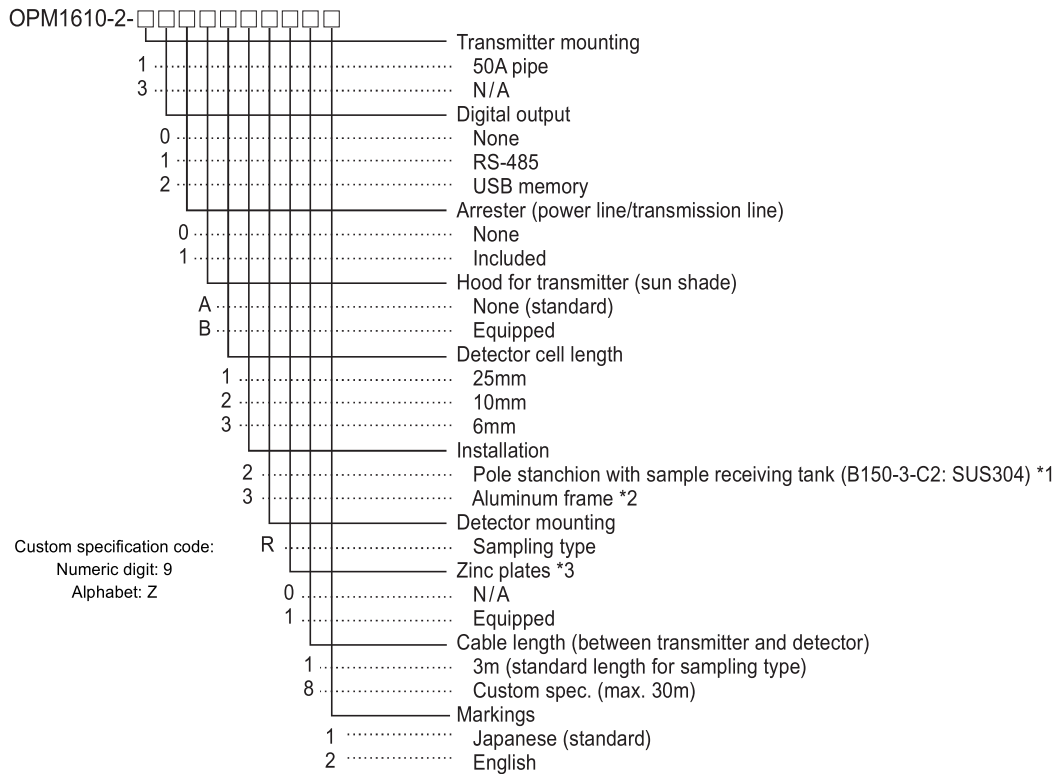 OPM1610-2-□□□□□□□□□□
Transmitter mounting
1 50A pipe
3 N/A
Digital output
0 None
1 RS-485
2 USB memory
Arrester (power line/transmission line)
0 None
1 Included
Hood for transmitter (sun shade)
A None (standard)
B Equipped
Detector cell length
1 25mm
2 10mm
3 6mm
Installation
2 Pole stanchion with sample receiving tank (B150-3-C2: SUS304) *1
3 Aluminum frame *2
Detector mounting
R Sampling type
Zinc plates *3
0 N/A
1 Equipped
Cable length (between transmitter and detector)
1 3m (standard length for sampling type)
8 Custom spec. (max. 30m)
Markings
1 Japanese (standard)
2 English
Custom specification code:
Numeric digit: 9
Alphabet: Z